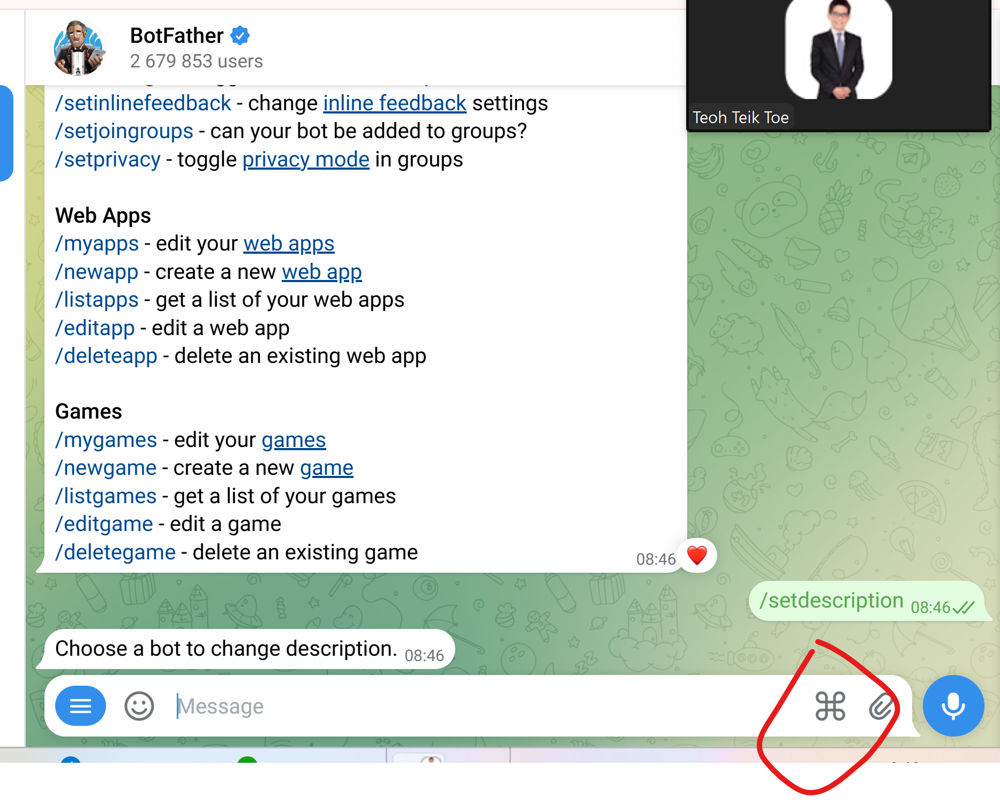 BotFather
2 679 853 users
Teoh Teik Toe
/setinlinefeedback - change inline feedback settings
/setjoingroups - can your bot be added to groups?
/setprivacy - toggle privacy mode in groups
Web Apps
/myapps - edit your web apps
/newapp - create a new web app
/listapps - get a list of your web apps
/editapp - edit a web app
/deleteapp - delete an existing web app
Games
/mygames - edit your games
/newgame - create a new game
/listgames - get a list of your games
/editgame - edit a game
/deletegame - delete an existing game
08:46
/setdescription 08:46
Choose a bot to change description. 08:46
Message